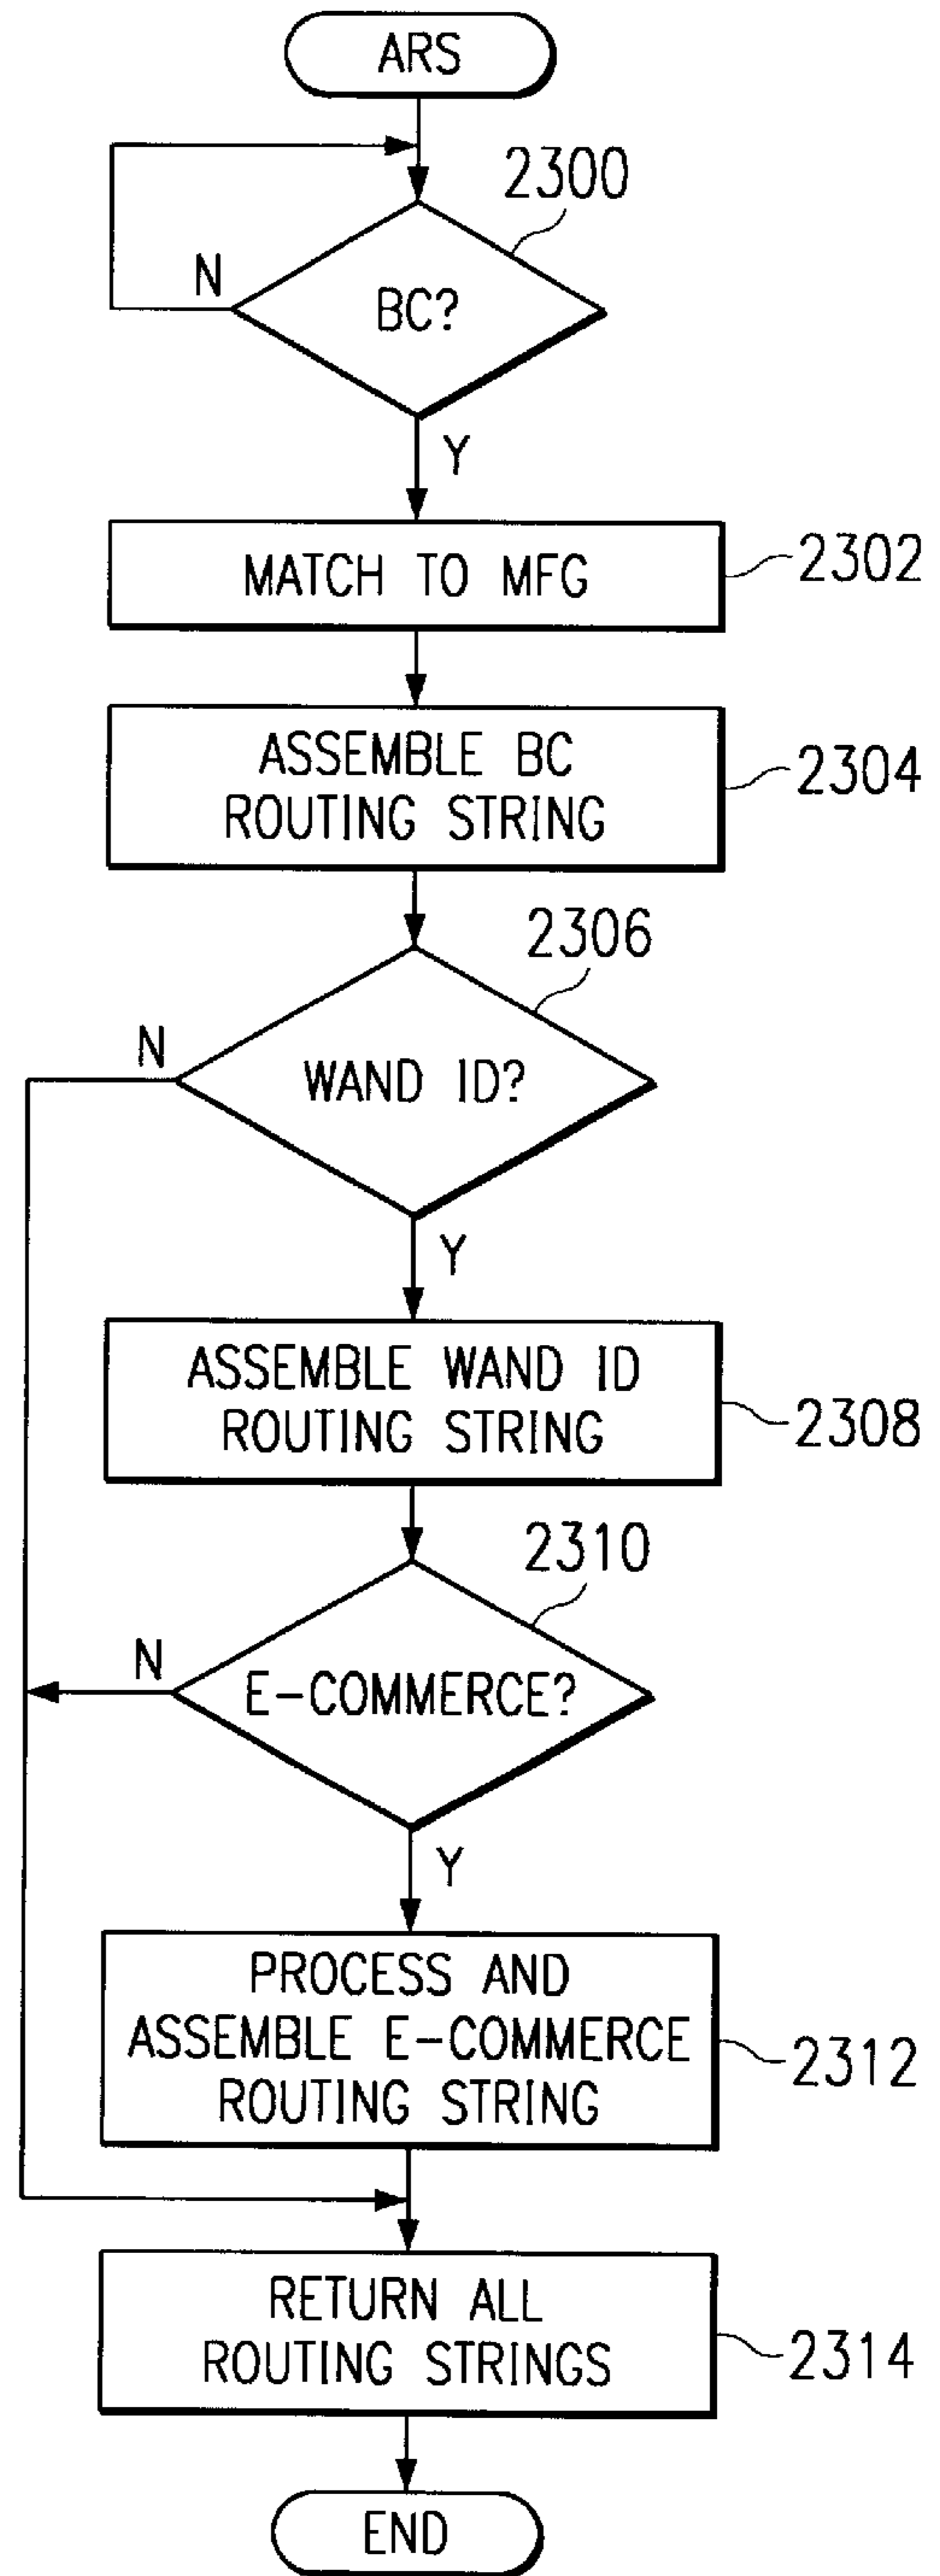 ARS
2300
N
BC?
Y
MATCH TO MFG
2302
ASSEMBLE BC
ROUTING STRING
2304
2306
N
WAND ID?
Y
ASSEMBLE WAND ID
ROUTING STRING
2308
2310
N
E-COMMERCE?
Y
PROCESS AND
ASSEMBLE E-COMMERCE
ROUTING STRING
2312
RETURN ALL
ROUTING STRINGS
2314
END